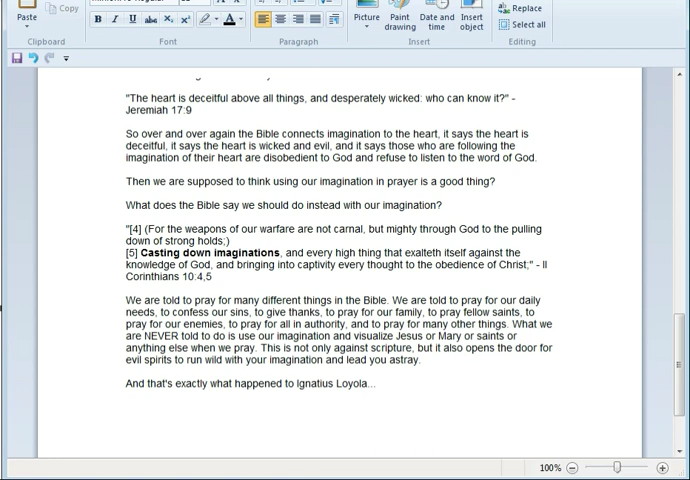 Copy
Replace
Paste
B I U abc X₂ X² A
Picture Paint drawing Date and time Insert object
Select all
Clipboard Font Paragraph Insert Editing
"The heart is deceitful above all things, and desperately wicked: who can know it?" -
Jeremiah 17:9
So over and over again the Bible connects imagination to the heart, it says the heart is
deceitful, it says the heart is wicked and evil, and it says those who are following the
imagination of their heart are disobedient to God and refuse to listen to the word of God.
Then we are supposed to think using our imagination in prayer is a good thing?
What does the Bible say we should do instead with our imagination?
"[4] (For the weapons of our warfare are not carnal, but mighty through God to the pulling
down of strong holds;)
[5] Casting down imaginations, and every high thing that exalteth itself against the
knowledge of God, and bringing into captivity every thought to the obedience of Christ;" - II
Corinthians 10:4,5
We are told to pray for many different things in the Bible. We are told to pray for our daily
needs, to confess our sins, to give thanks, to pray for our family, to pray fellow saints, to
pray for our enemies, to pray for all in authority, and to pray for many other things. What we
are NEVER told to do is use our imagination and visualize Jesus or Mary or saints or
anything else when we pray. This is not only against scripture, but it also opens the door for
evil spirits to run wild with your imagination and lead you astray.
And that's exactly what happened to Ignatius Loyola...
100%